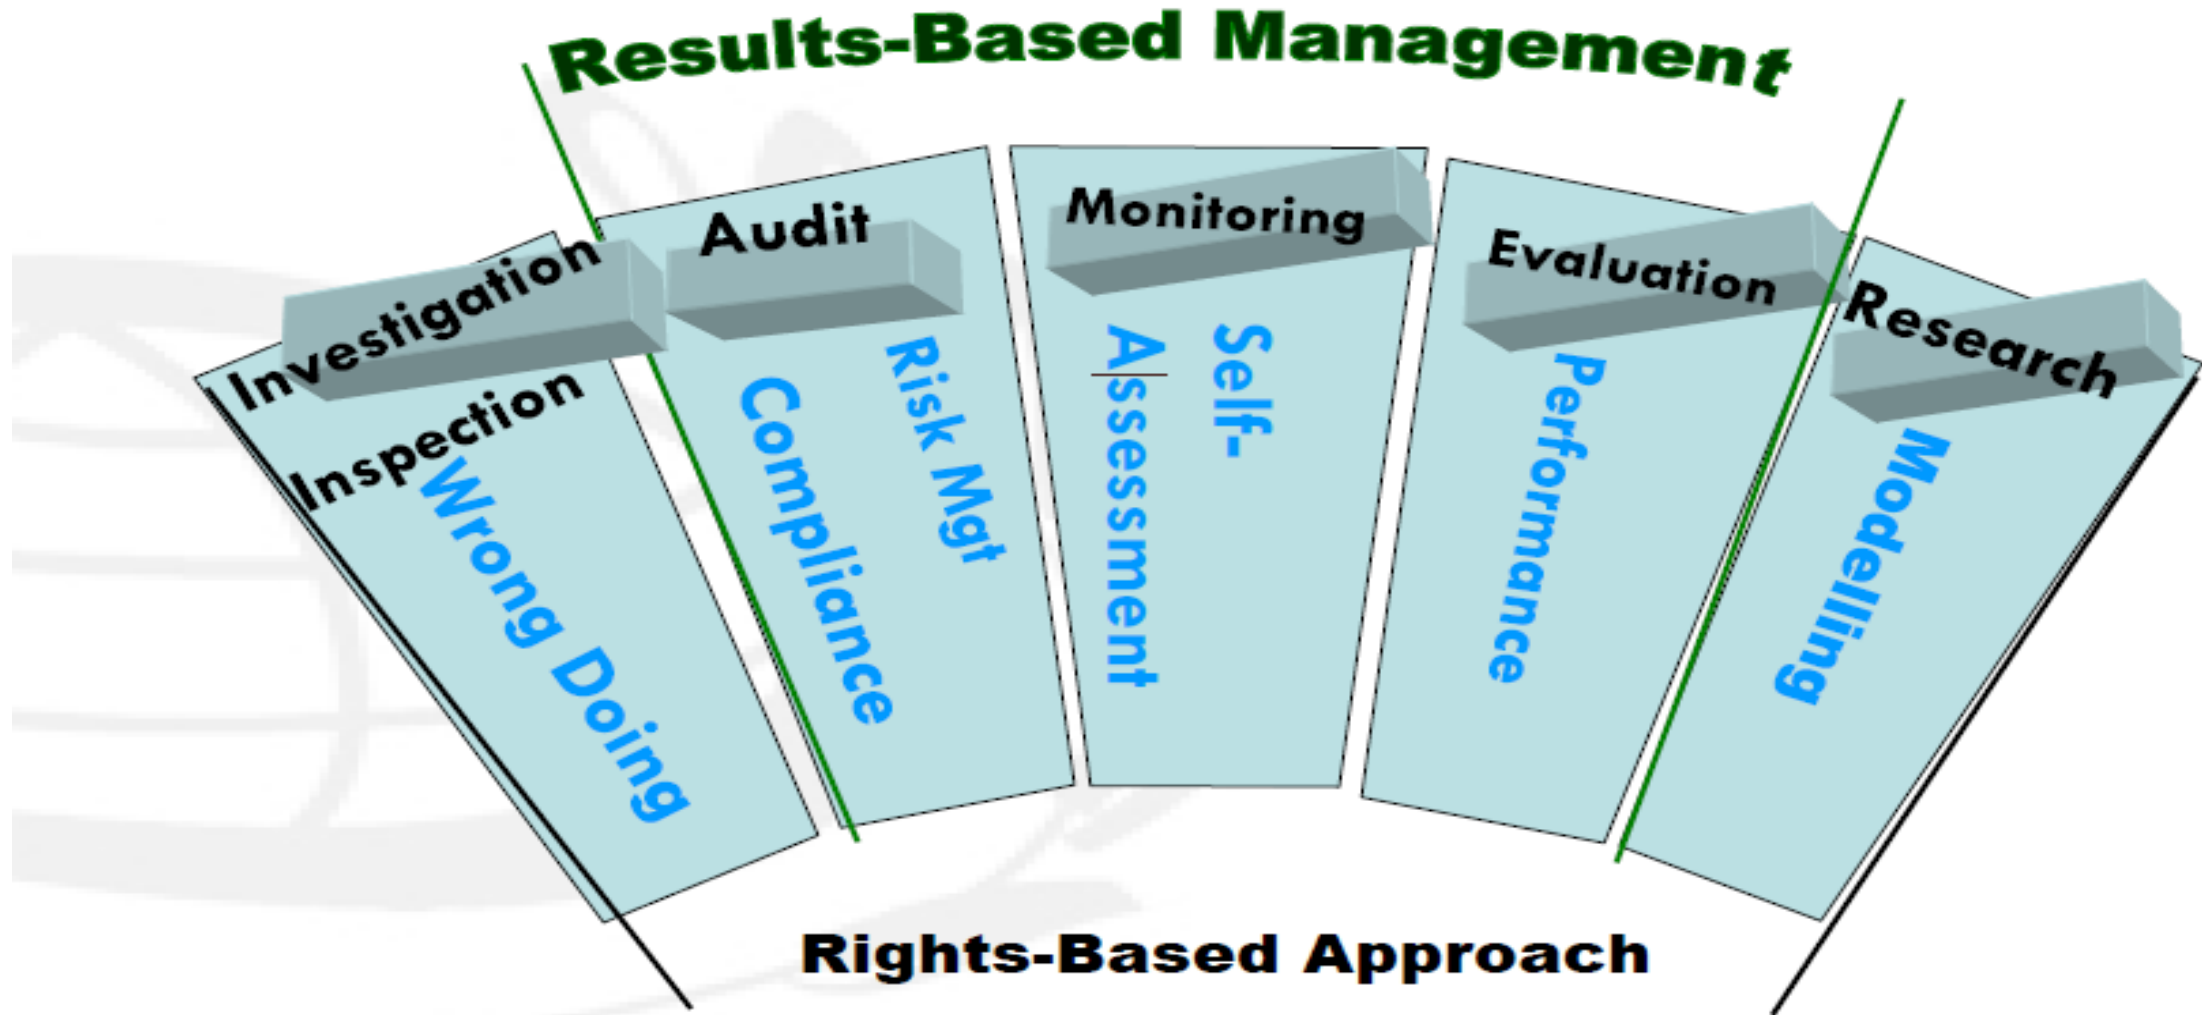 Results-Based Management
Investigation
Inspection
Wrong Doing
Audit
Compliance
Risk Mgt
Monitoring
Self-
Assessment
Evaluation
Performance
Research
Modelling
Rights-Based Approach